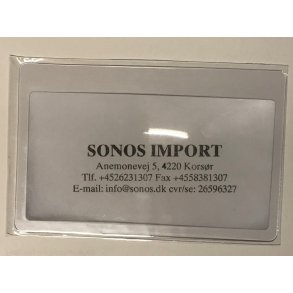 SONOS IMPORT
Anemonevej 5, 4220 Korsør
Tlf. +4526231307 Fax +4558381307
E-mail: info@sonos.dk cvr/se: 26596327